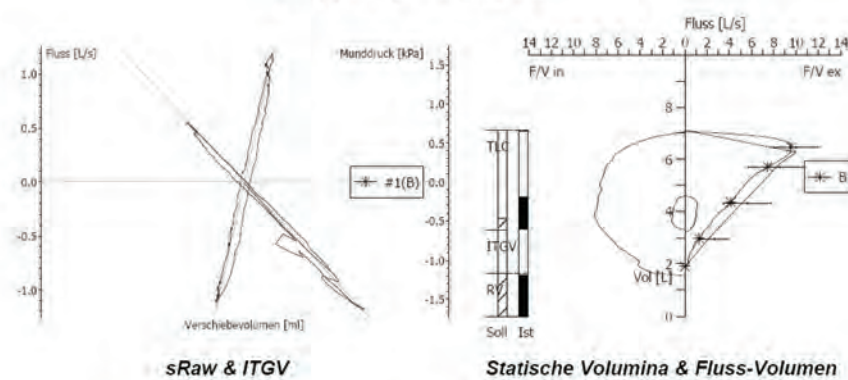 Fluss [L/s]
1.0
0.5
0.0
-0.5
-1.0
Verschiebevolumen [ml]
Munddruck [kPa]
1.5
1.0
0.5
0.0
-0.5
-1.0
-1.5
#1(B)
sRaw & ITGV
Fluss [L/s]
14 12 10 8 6 4 2 0 2 4 6 8 10 12 14
F/V in
F/V ex
8
6
4
2
0
Vol [L]
B
TLC
ITGV
RV
Soll Ist
Statische Volumina & Fluss-Volumen